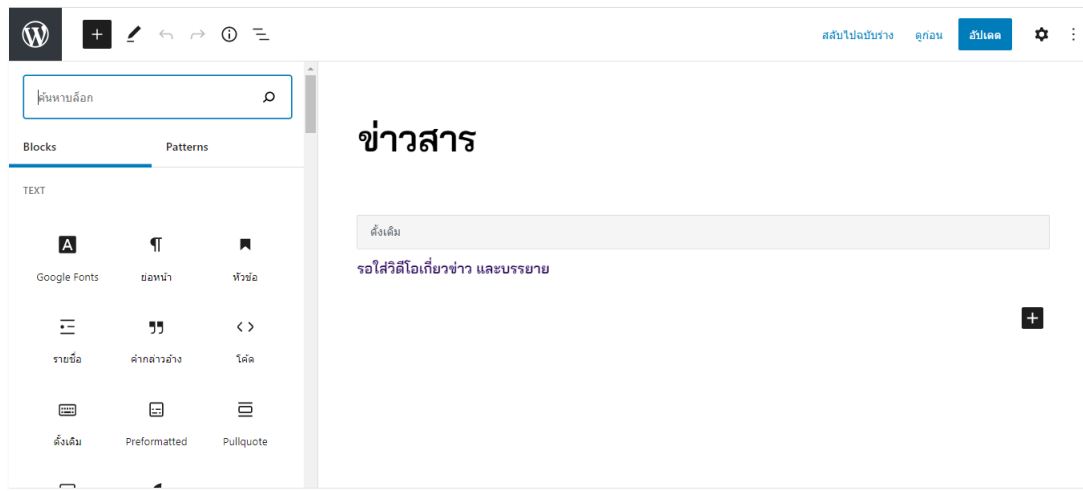 สลับไปฉบับร่าง ดูก่อน อัปเดต
ค้นหาบล็อก
Blocks Patterns
TEXT
Google Fonts ย่อหน้า หัวข้อ
รายชื่อ คำกล่าวอ้าง โค้ด
ดั้งเดิม Preformatted Pullquote
ข่าวสาร
ดั้งเดิม
รอใส่วิดีโอเกี่ยวข่าว และบรรยาย